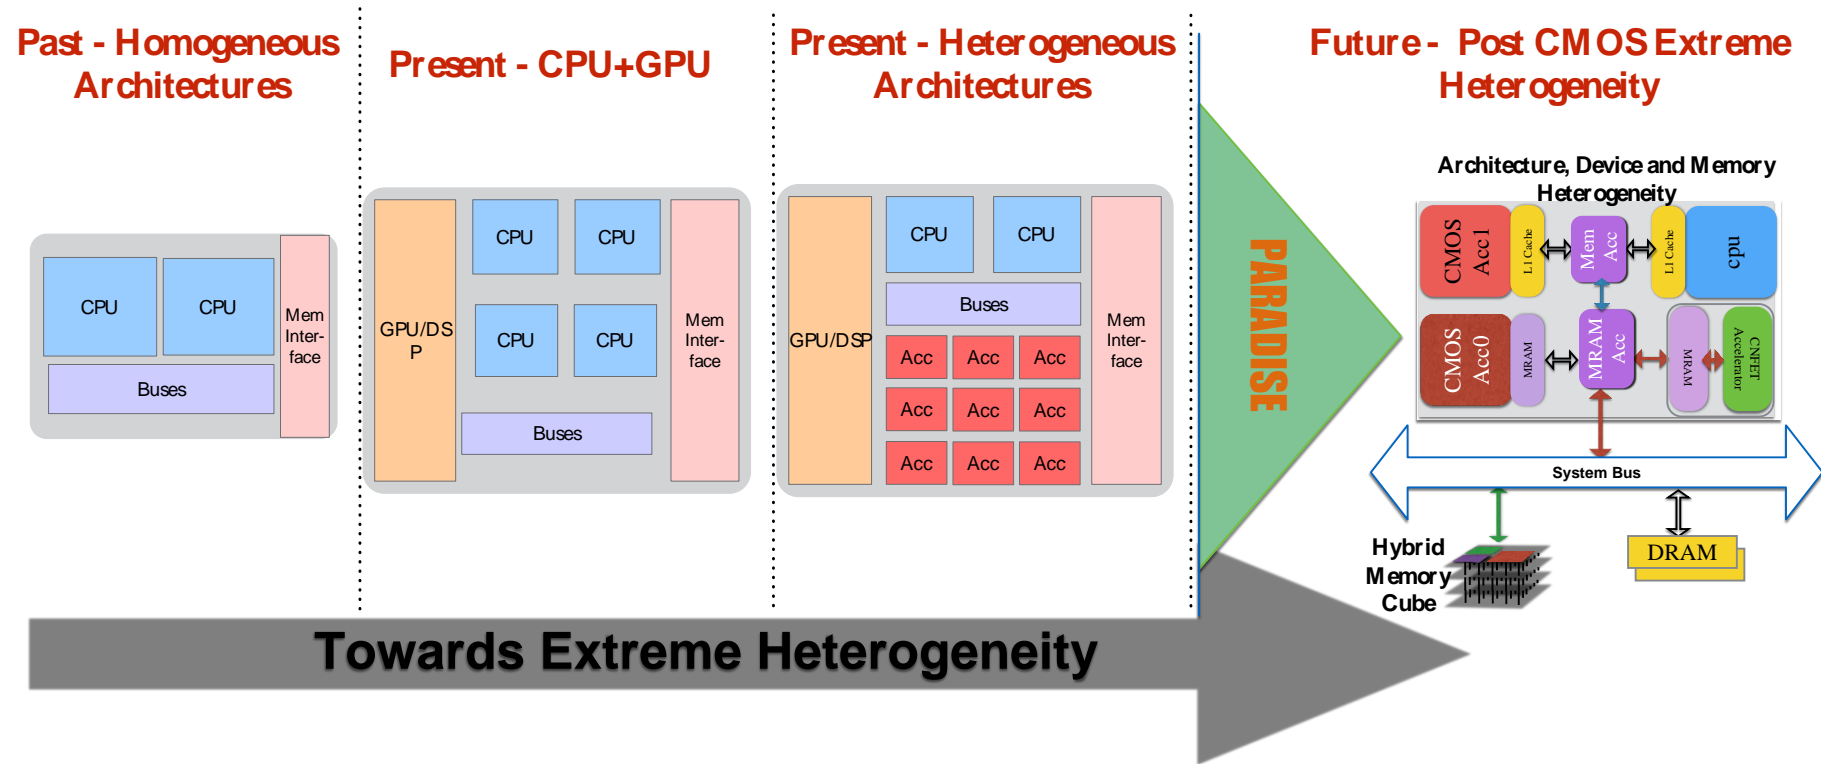 Past - Homogeneous
Architectures
Present - CPU+GPU
Present - Heterogeneous
Architectures
Future - Post CMOS Extreme
Heterogeneity
CPU
CPU
Buses
Mem
Inter-
face
GPU/DS
P
CPU
CPU
CPU
CPU
Buses
Mem
Inter-
face
GPU/DSP
CPU
CPU
Buses
Acc
Acc
Acc
Acc
Acc
Acc
Acc
Acc
Acc
Mem
Inter-
face
PARADISE
Architecture, Device and Memory
Heterogeneity
CMOS
Acc1
L1 Cache
Mem
Acc
L1 Cache
cpu
CMOS
Acc0
MRAM
MRAM
Acc
MRAM
CNFET
Accelerator
System Bus
Hybrid
Memory
Cube
DRAM
Towards Extreme Heterogeneity